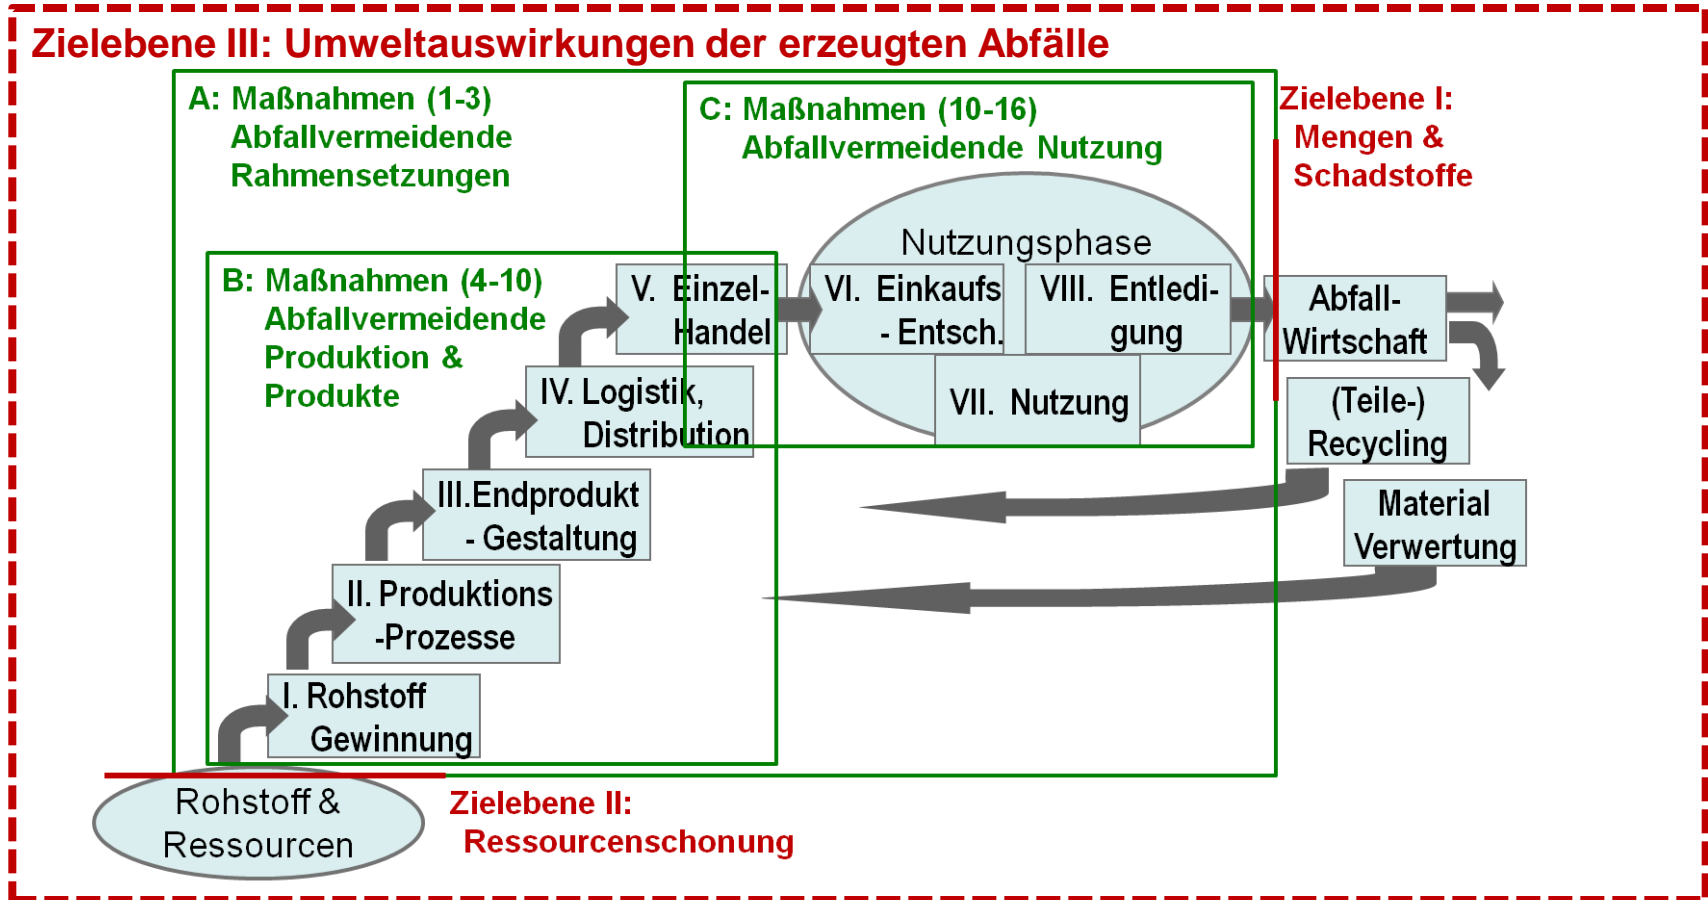 Zielebene III: Umweltauswirkungen der erzeugten Abfälle
A: Maßnahmen (1-3)
Abfallvermeidende
Rahmensetzungen
C: Maßnahmen (10-16)
Abfallvermeidende Nutzung
Zielebene I:
Mengen &
Schadstoffe
B: Maßnahmen (4-10)
Abfallvermeidende
Produktion &
Produkte
Nutzungsphase
V. Einzel-
Handel
VI. Einkaufs
- Entsch.
VIII. Entledi-
gung
VII. Nutzung
Abfall-
Wirtschaft
IV. Logistik,
Distribution
(Teile-)
Recycling
III.Endprodukt
- Gestaltung
Material
Verwertung
II. Produktions
-Prozesse
I. Rohstoff
Gewinnung
Rohstoff &
Ressourcen
Zielebene II:
Ressourcenschonung